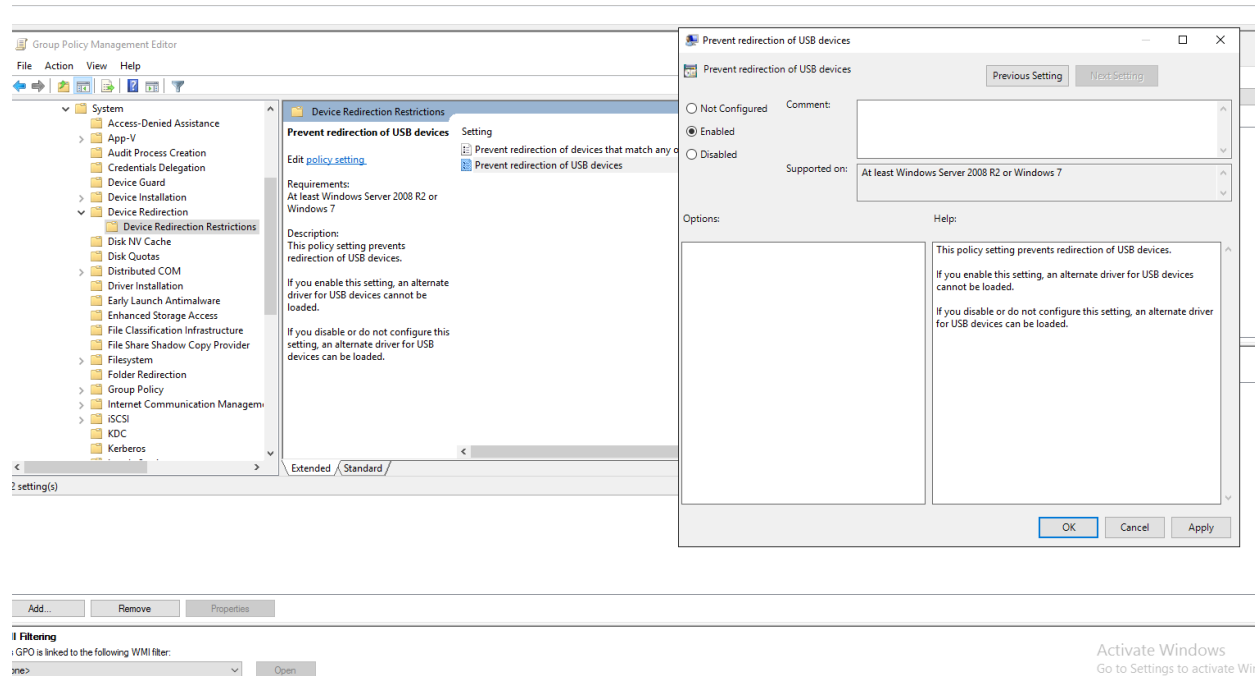 Group Policy Management Editor
File Action View Help
System
Access-Denied Assistance
App-V
Audit Process Creation
Credentials Delegation
Device Guard
Device Installation
Device Redirection
Device Redirection Restrictions
Disk NV Cache
Disk Quotas
Distributed COM
Driver Installation
Early Launch Antimalware
Enhanced Storage Access
File Classification Infrastructure
File Share Shadow Copy Provider
Filesystem
Folder Redirection
Group Policy
Internet Communication Manageme
iSCSI
KDC
Kerberos
2 setting(s)
Device Redirection Restrictions
Prevent redirection of USB devices
Edit policy setting
Requirements:
At least Windows Server 2008 R2 or
Windows 7
Description:
This policy setting prevents
redirection of USB devices.
If you enable this setting, an alternate
driver for USB devices cannot be
loaded.
If you disable or do not configure this
setting, an alternate driver for USB
devices can be loaded.
Setting
Prevent redirection of devices that match any o
Prevent redirection of USB devices
Extended Standard
Prevent redirection of USB devices
Prevent redirection of USB devices
Previous Setting Next Setting
Not Configured
Enabled
Disabled
Comment:
Supported on:
At least Windows Server 2008 R2 or Windows 7
Options:
Help:
This policy setting prevents redirection of USB devices.
If you enable this setting, an alternate driver for USB devices
cannot be loaded.
If you disable or do not configure this setting, an alternate driver
for USB devices can be loaded.
OK Cancel Apply
Add... Remove Properties
Filtering
GPO is linked to the following WMI filter:
one>
Open
Activate Windows
Go to Settings to activate Wi